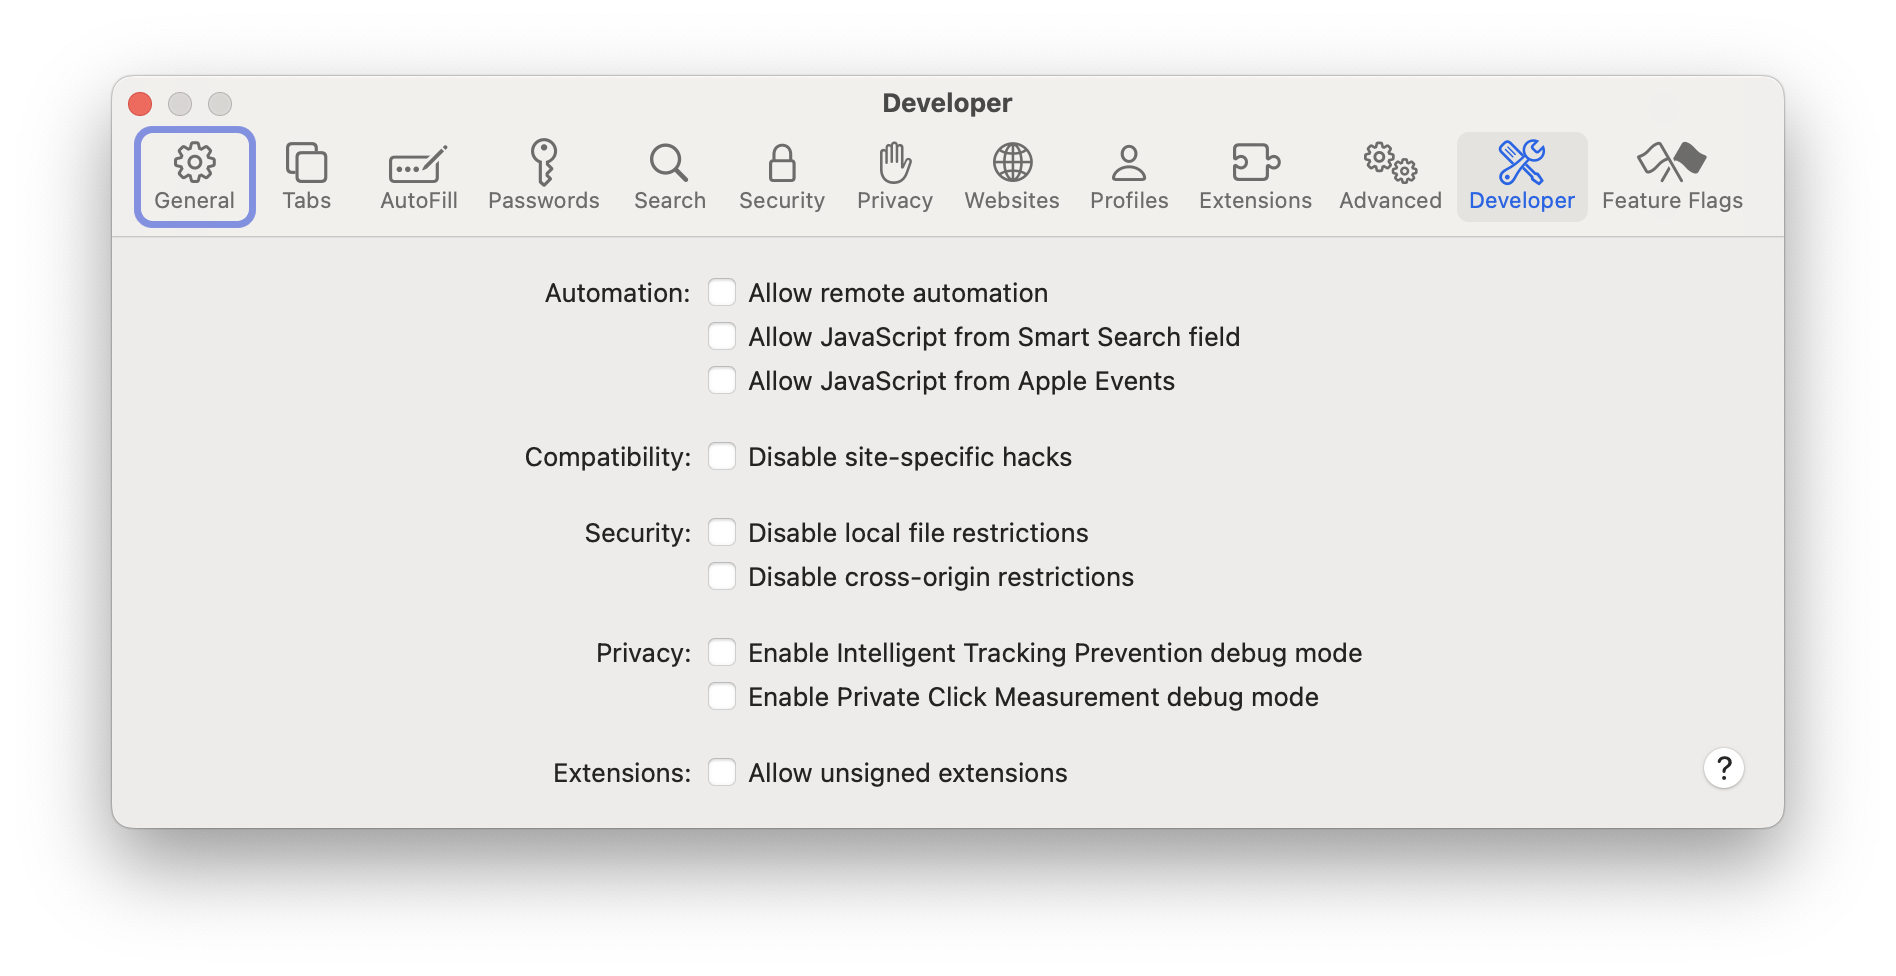 Developer
General Tabs AutoFill Passwords Search Security Privacy Websites Profiles Extensions Advanced Developer Feature Flags
Automation: Allow remote automation
Allow JavaScript from Smart Search field
Allow JavaScript from Apple Events
Compatibility: Disable site-specific hacks
Security: Disable local file restrictions
Disable cross-origin restrictions
Privacy: Enable Intelligent Tracking Prevention debug mode
Enable Private Click Measurement debug mode
Extensions: Allow unsigned extensions
?